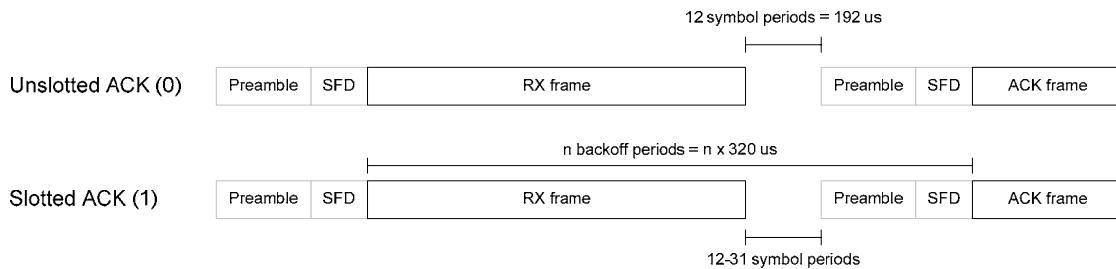 12 symbol periods = 192 us
Unslotted ACK (0) Preamble SFD RX frame Preamble SFD ACK frame
n backoff periods = n x 320 us
Slotted ACK (1) Preamble SFD RX frame Preamble SFD ACK frame
12-31 symbol periods